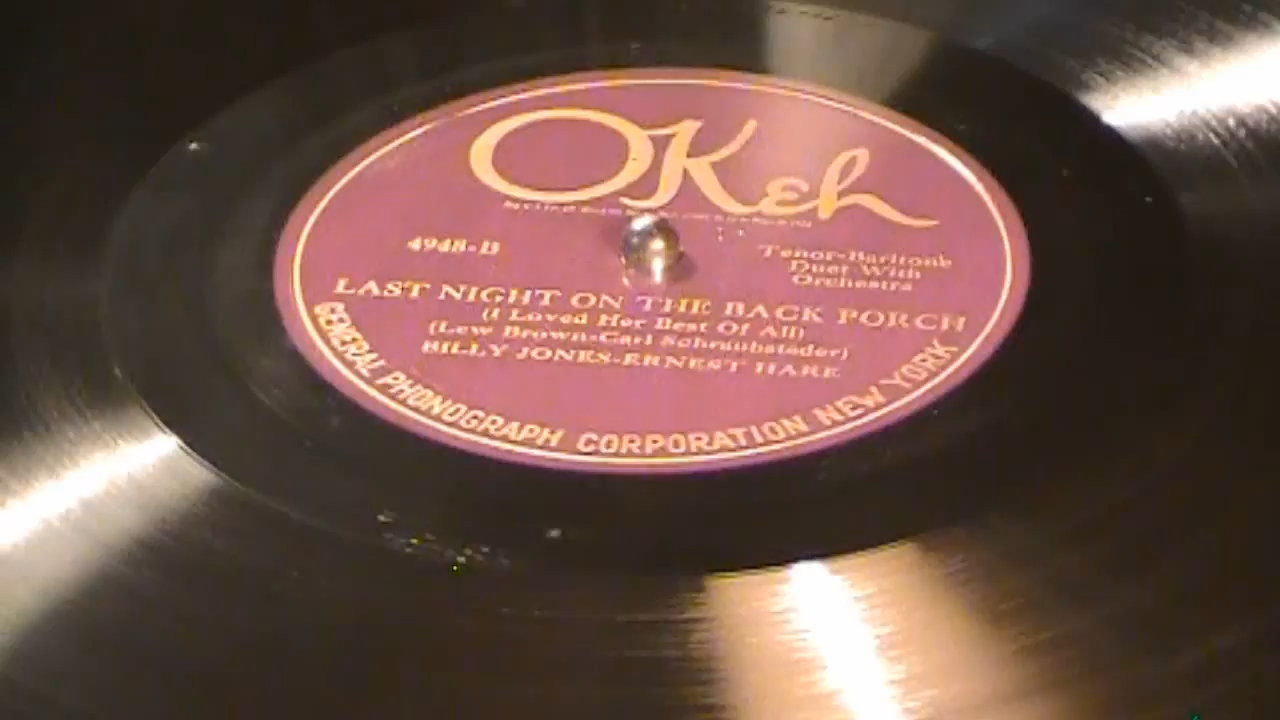 OKeh
4948-B
Tenor-Baritone
Duet With
Orchestra
LAST NIGHT ON THE BACK PORCH
(I Loved Her Best Of All)
(Lew Brown-Carl Schraubstader)
BILLY JONES-ERNEST HARE
GENERAL PHONOGRAPH CORPORATION NEW YORK